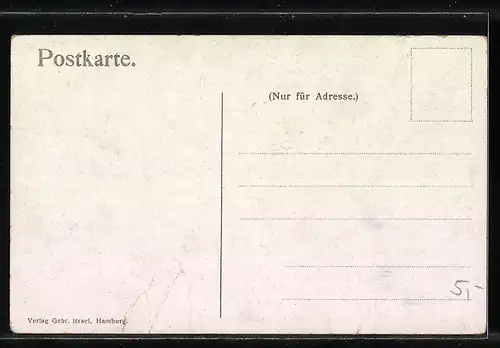 Postkarte.
(Nur für Adresse.)
5,-
Verlag Gebr. Israel, Hamburg.